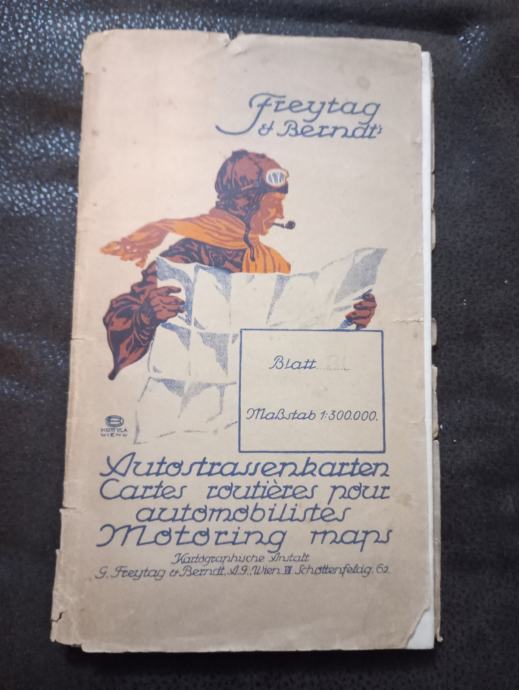 Freytag
& Berndt's
Blatt
Maßstab 1:300.000.
WIEN
Autostrassenkarten
Cartes routières pour
automobilistes
Motoring maps
Kartographische Anstalt
G. Freytag & Berndt, A.G., Wien VII Schottenfeldg. 62